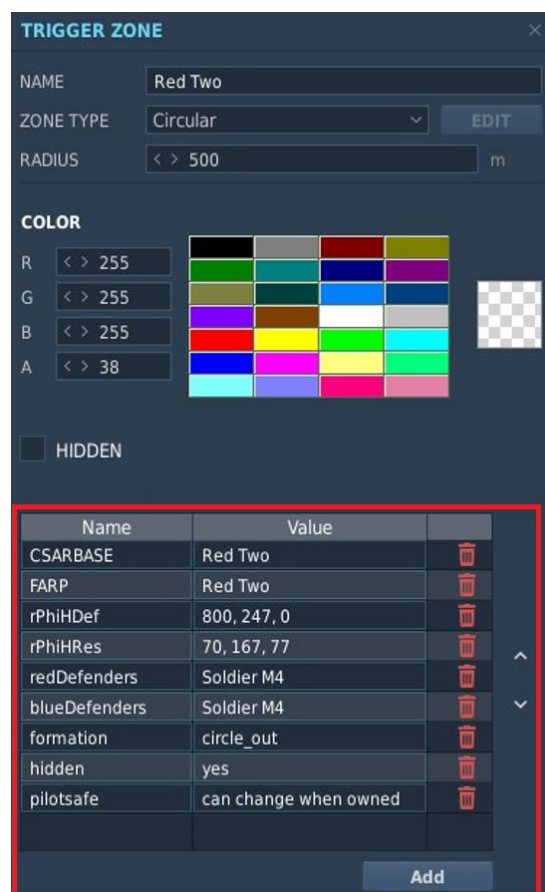 TRIGGER ZONE
NAME Red Two
ZONE TYPE Circular EDIT
RADIUS < > 500 m
COLOR
R < > 255
G < > 255
B < > 255
A < > 38
HIDDEN
Name Value
CSARBASE Red Two
FARP Red Two
rPhiHDef 800, 247, 0
rPhiHRes 70, 167, 77
redDefenders Soldier M4
blueDefenders Soldier M4
formation circle_out
hidden yes
pilotsafe can change when owned
Add